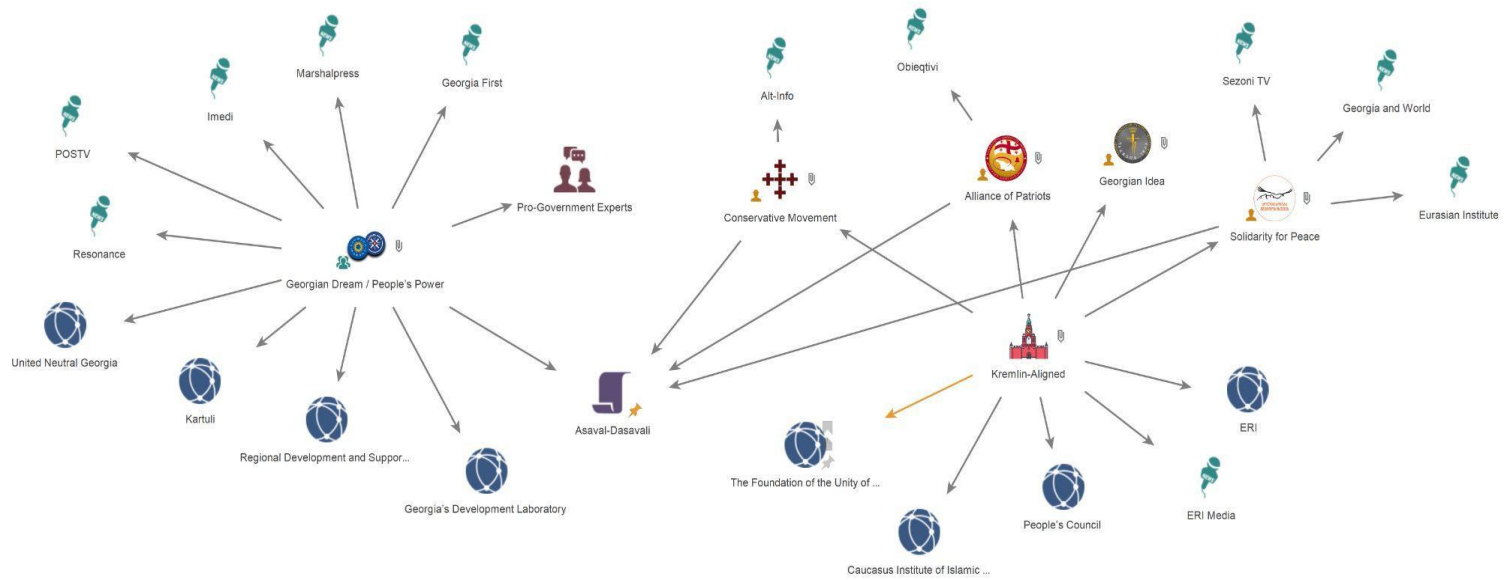 Marshalpress
Georgia First
Imedi
POSTV
Resonance
Pro-Government Experts
Georgian Dream / People's Power
United Neutral Georgia
Kartuli
Regional Development and Suppor...
Georgia's Development Laboratory
Asaval-Dasavali
Obieqtivi
Alt-Info
Sezoni TV
Georgia and World
Conservative Movement
Alliance of Patriots
Georgian Idea
Solidarity for Peace
Eurasian Institute
Kremlin-Aligned
The Foundation of the Unity of ...
Caucasus Institute of Islamic ...
People's Council
ERI Media
ERI